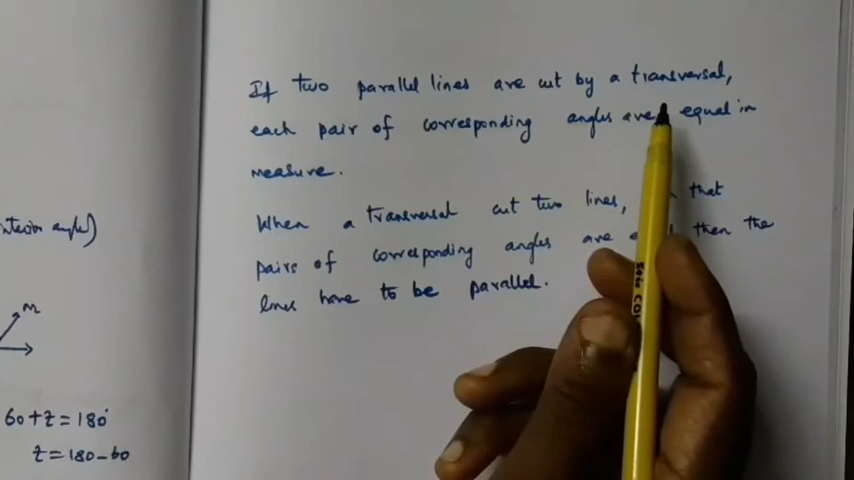 If two parallel lines are cut by a transversal,
each pair of corresponding angles are equal in
measure.
When a transversal cut two lines, that
pairs of corresponding angles are then the
lines have to be parallel.
angle)
m
60+z=180°
z=180-60